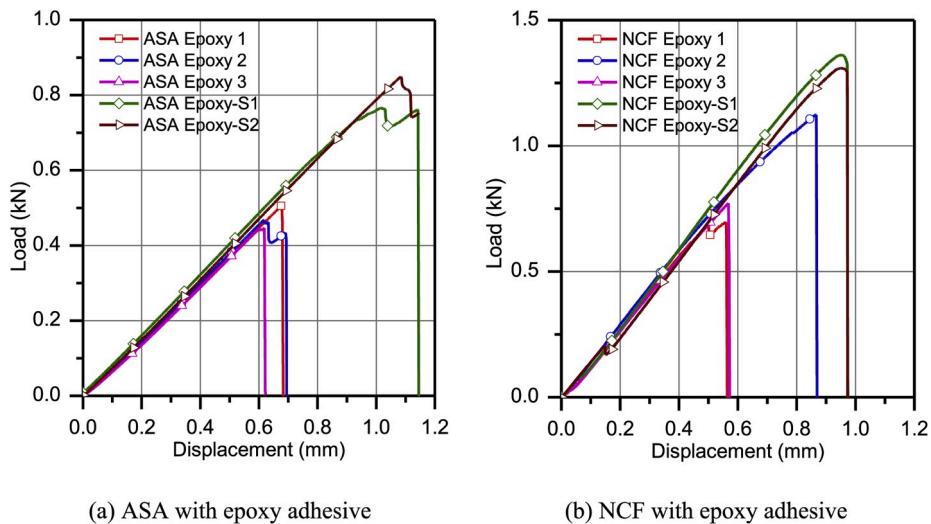 1.0
0.8
0.6
0.4
0.2
0.0
Load (kN)
ASA Epoxy 1
ASA Epoxy 2
ASA Epoxy 3
ASA Epoxy-S1
ASA Epoxy-S2
0.0 0.2 0.4 0.6 0.8 1.0 1.2
Displacement (mm)
(a) ASA with epoxy adhesive
1.5
1.0
0.5
0.0
Load (kN)
NCF Epoxy 1
NCF Epoxy 2
NCF Epoxy 3
NCF Epoxy-S1
NCF Epoxy-S2
0.0 0.2 0.4 0.6 0.8 1.0 1.2
Displacement (mm)
(b) NCF with epoxy adhesive